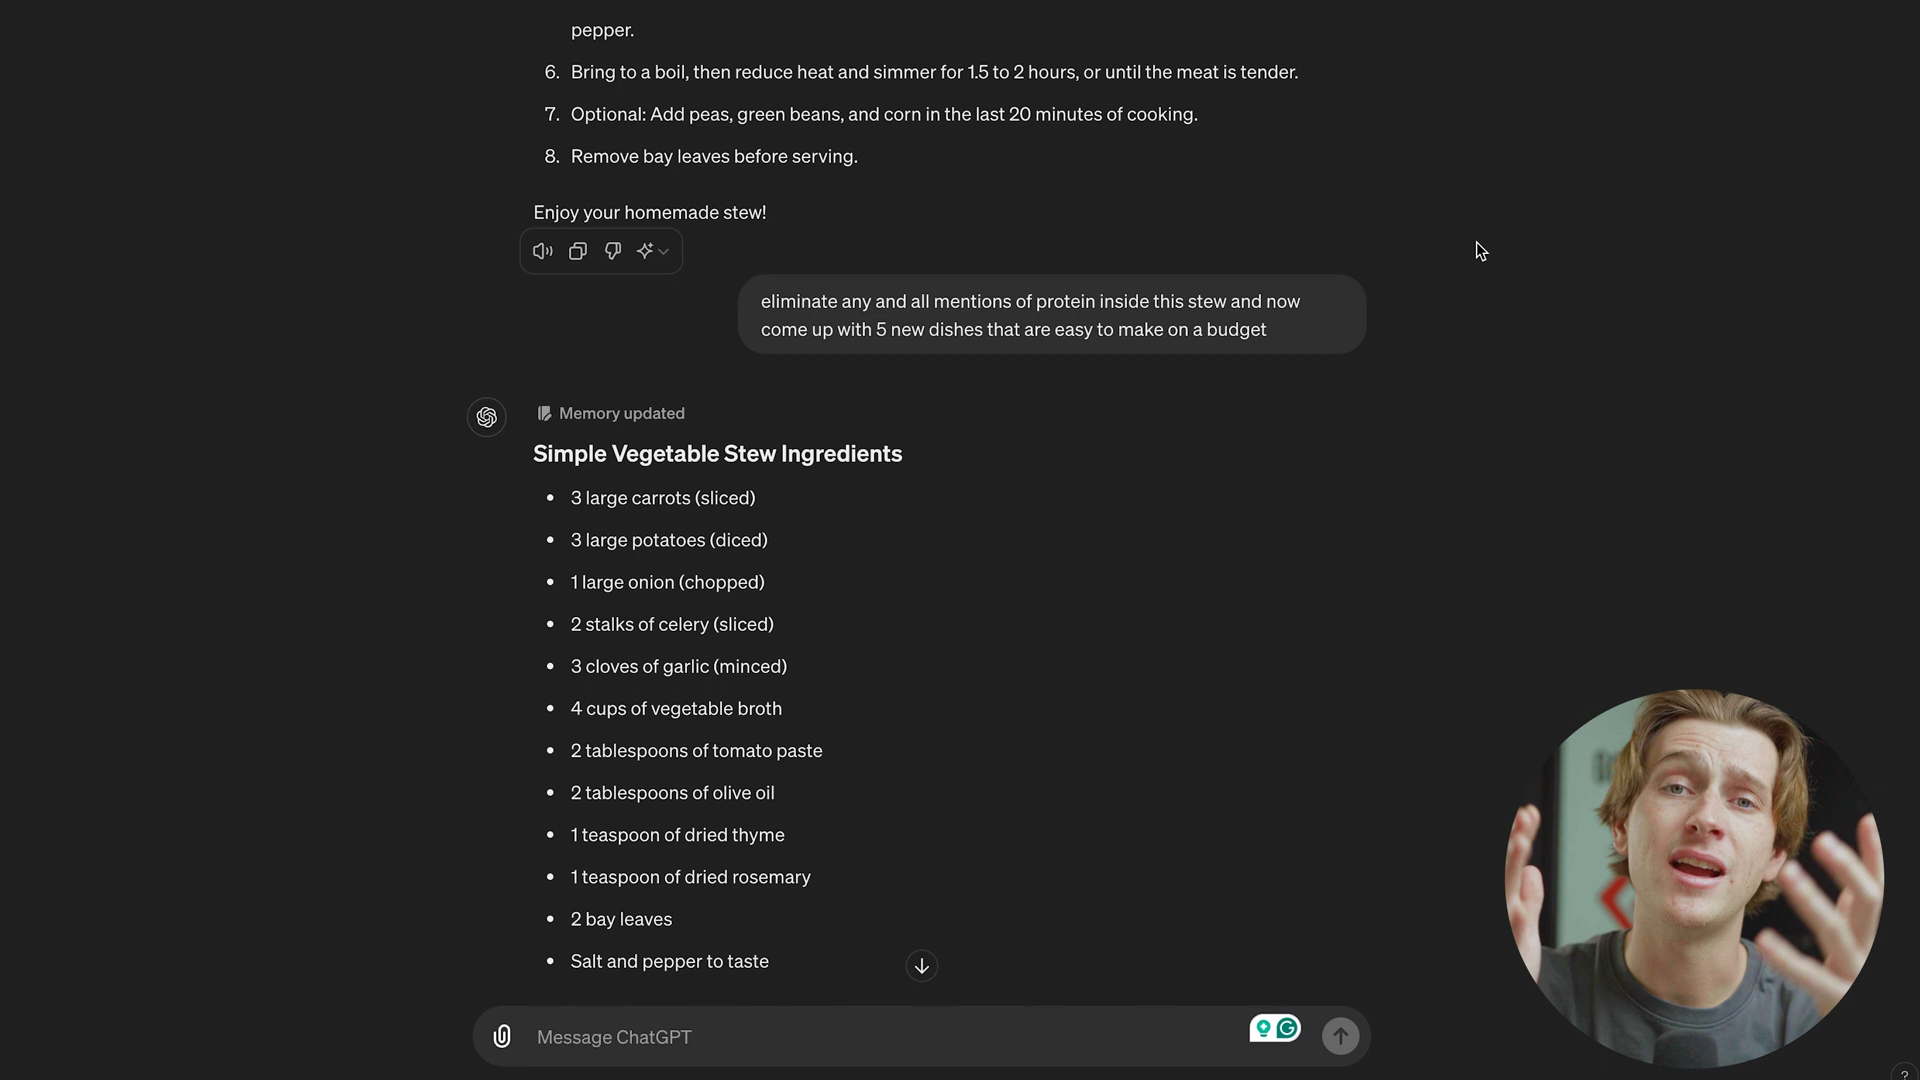 pepper.
6. Bring to a boil, then reduce heat and simmer for 1.5 to 2 hours, or until the meat is tender.
7. Optional: Add peas, green beans, and corn in the last 20 minutes of cooking.
8. Remove bay leaves before serving.
Enjoy your homemade stew!
eliminate any and all mentions of protein inside this stew and now
come up with 5 new dishes that are easy to make on a budget
Memory updated
Simple Vegetable Stew Ingredients
• 3 large carrots (sliced)
• 3 large potatoes (diced)
• 1 large onion (chopped)
• 2 stalks of celery (sliced)
• 3 cloves of garlic (minced)
• 4 cups of vegetable broth
• 2 tablespoons of tomato paste
• 2 tablespoons of olive oil
• 1 teaspoon of dried thyme
• 1 teaspoon of dried rosemary
• 2 bay leaves
• Salt and pepper to taste
Message ChatGPT
?